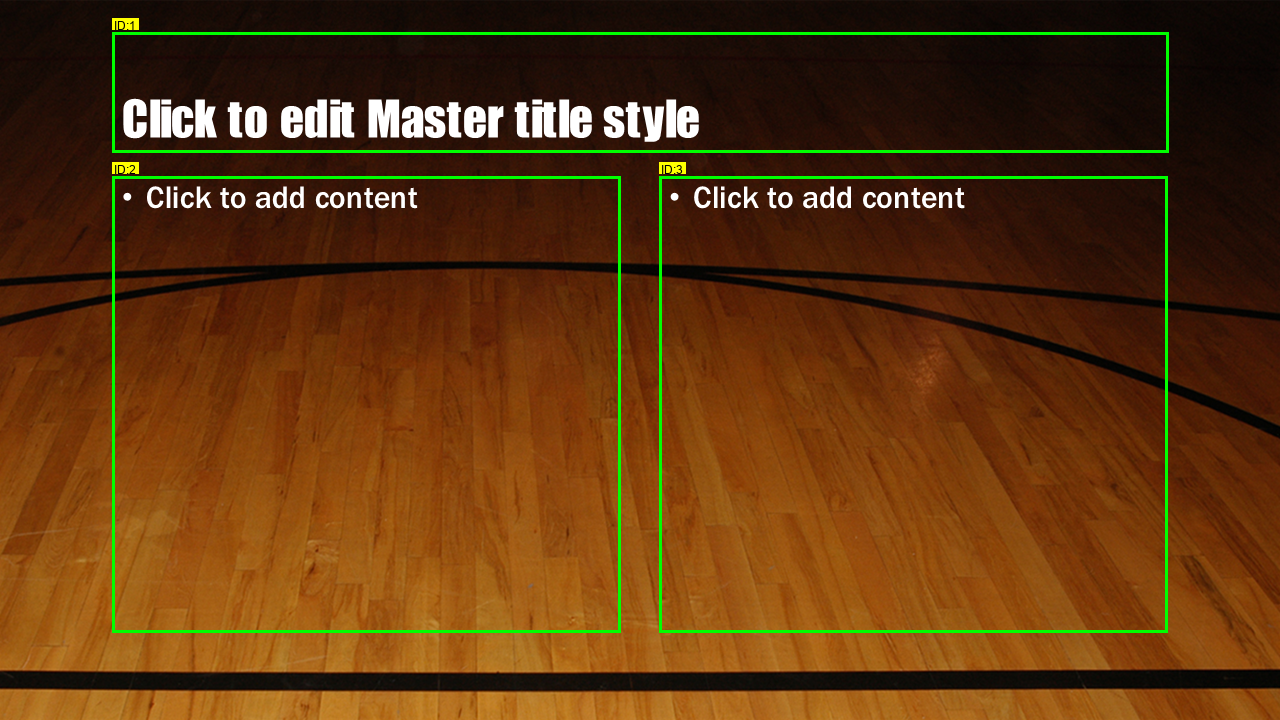 ID:1
Click to edit Master title style
ID:2
ID:3
• Click to add content
• Click to add content